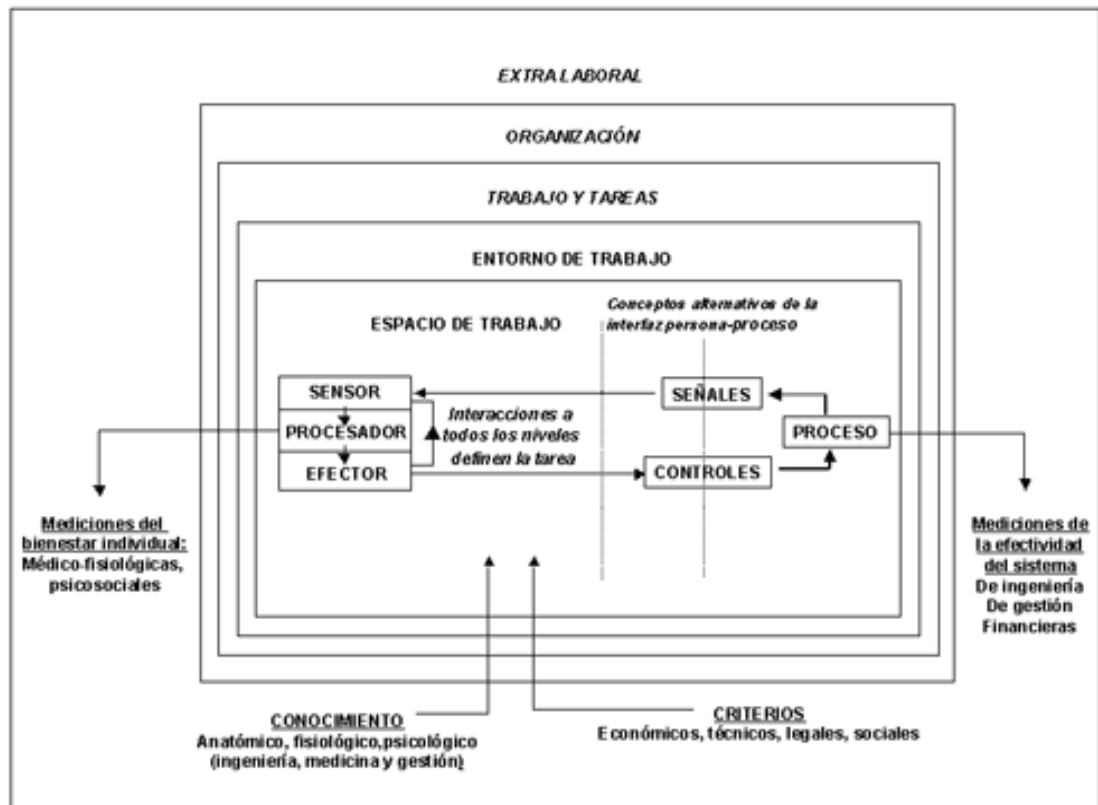 EXTRA LABORAL
ORGANIZACIÓN
TRABAJO Y TAREAS
ENTORNO DE TRABAJO
ESPACIO DE TRABAJO
Conceptos alternativos de la
interfaz persona-proceso
SENSOR
PROCESADOR
EFECTOR
Interacciones a
todos los niveles
definen la tarea
SEÑALES
PROCESO
CONTROLES
Mediciones del
bienestar individual:
Médico-fisiológicas,
psicosociales
Mediciones de
la efectividad
del sistema
De ingeniería
De gestión
Financieras
CONOCIMIENTO
Anatómico, fisiológico,psicológico
(ingeniería, medicina y gestión)
CRITERIOS
Económicos, técnicos, legales, sociales